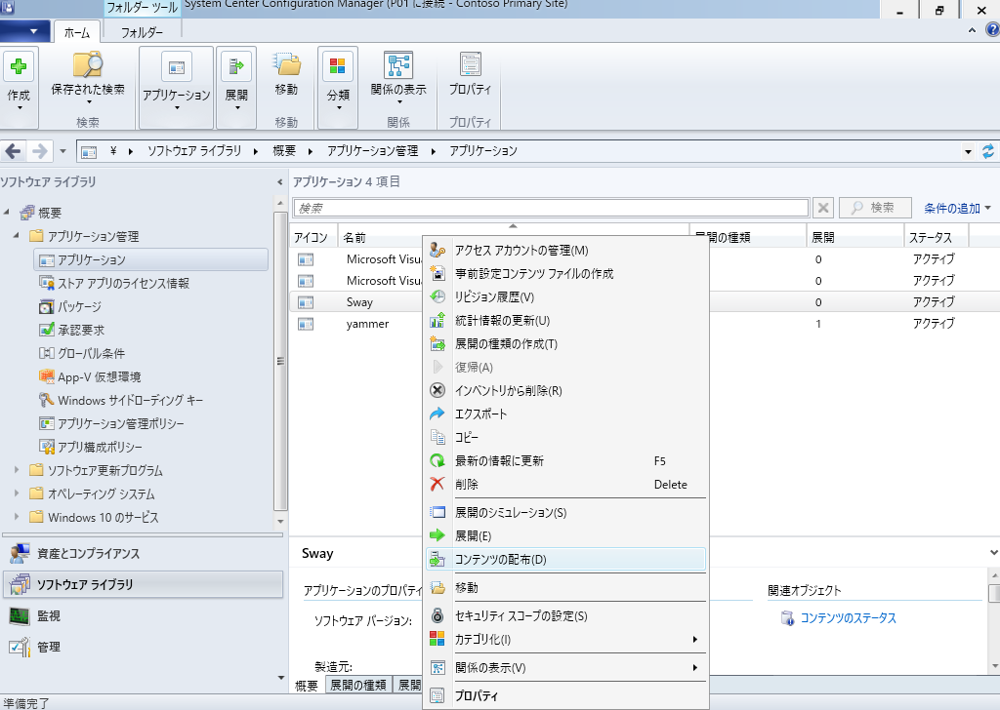 フォルダー ツール
System Center Configuration Manager (P01 に接続 - Contoso Primary Site)
ホーム
フォルダー
作成
保存された検索
アプリケーション
展開
移動
分類
関係の表示
プロパティ
検索
移動
関係
プロパティ
¥ ソフトウェア ライブラリ 概要 アプリケーション管理 アプリケーション
ソフトウェア ライブラリ
アプリケーション 4 項目
検索
検索
条件の追加
概要
アプリケーション管理
アプリケーション
ストア アプリのライセンス情報
パッケージ
承認要求
グローバル条件
App-V 仮想環境
Windows サイドローディング キー
アプリケーション管理ポリシー
アプリ構成ポリシー
ソフトウェア更新プログラム
オペレーティング システム
Windows 10 のサービス
資産とコンプライアンス
ソフトウェア ライブラリ
監視
管理
準備完了
アイコン 名前 展開の種類 展開 ステータス
Microsoft Visu 0 アクティブ
Microsoft Visu 0 アクティブ
Sway 0 アクティブ
yammer 1 アクティブ
アクセス アカウントの管理(M)
事前設定コンテンツ ファイルの作成
リビジョン履歴(V)
統計情報の更新(U)
展開の種類の作成(T)
復帰(A)
インベントリから削除(R)
エクスポート
コピー
最新の情報に更新 F5
削除 Delete
展開のシミュレーション(S)
展開(E)
コンテンツの配布(D)
移動
セキュリティ スコープの設定(S)
カテゴリ化(I)
関係の表示(V)
プロパティ
Sway
アプリケーションのプロパティ
ソフトウェア バージョン:
製造元:
関連オブジェクト
コンテンツのステータス
概要 展開の種類 展開